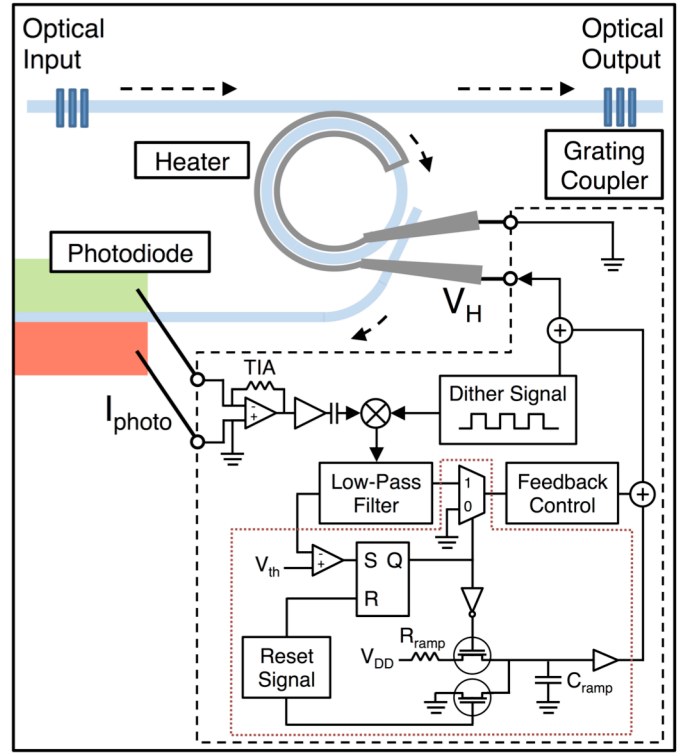 Optical
Input
Optical
Output
Heater
Grating
Coupler
Photodiode
V_H
I_photo
TIA
-
+
+
Dither Signal
Low-Pass
Filter
1
0
Feedback
Control
+
V_th
-
+
S Q
R
Reset
Signal
V_DD
R_ramp
C_ramp